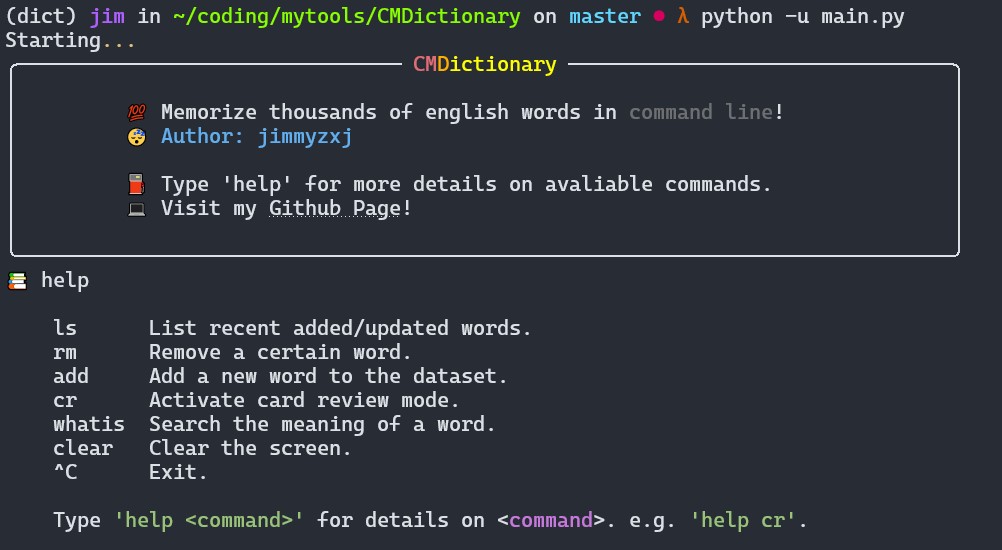 (dict) jim in ~/coding/mytools/CMDictionary on master ● λ python -u main.py
Starting...
CMDictionary
💯 Memorize thousands of english words in command line!
😴 Author: jimmyzxj
⛽ Type 'help' for more details on avaliable commands.
💻 Visit my Github Page!
📚 help
ls List recent added/updated words.
rm Remove a certain word.
add Add a new word to the dataset.
cr Activate card review mode.
whatis Search the meaning of a word.
clear Clear the screen.
^C Exit.
Type 'help <command>' for details on <command>. e.g. 'help cr'.